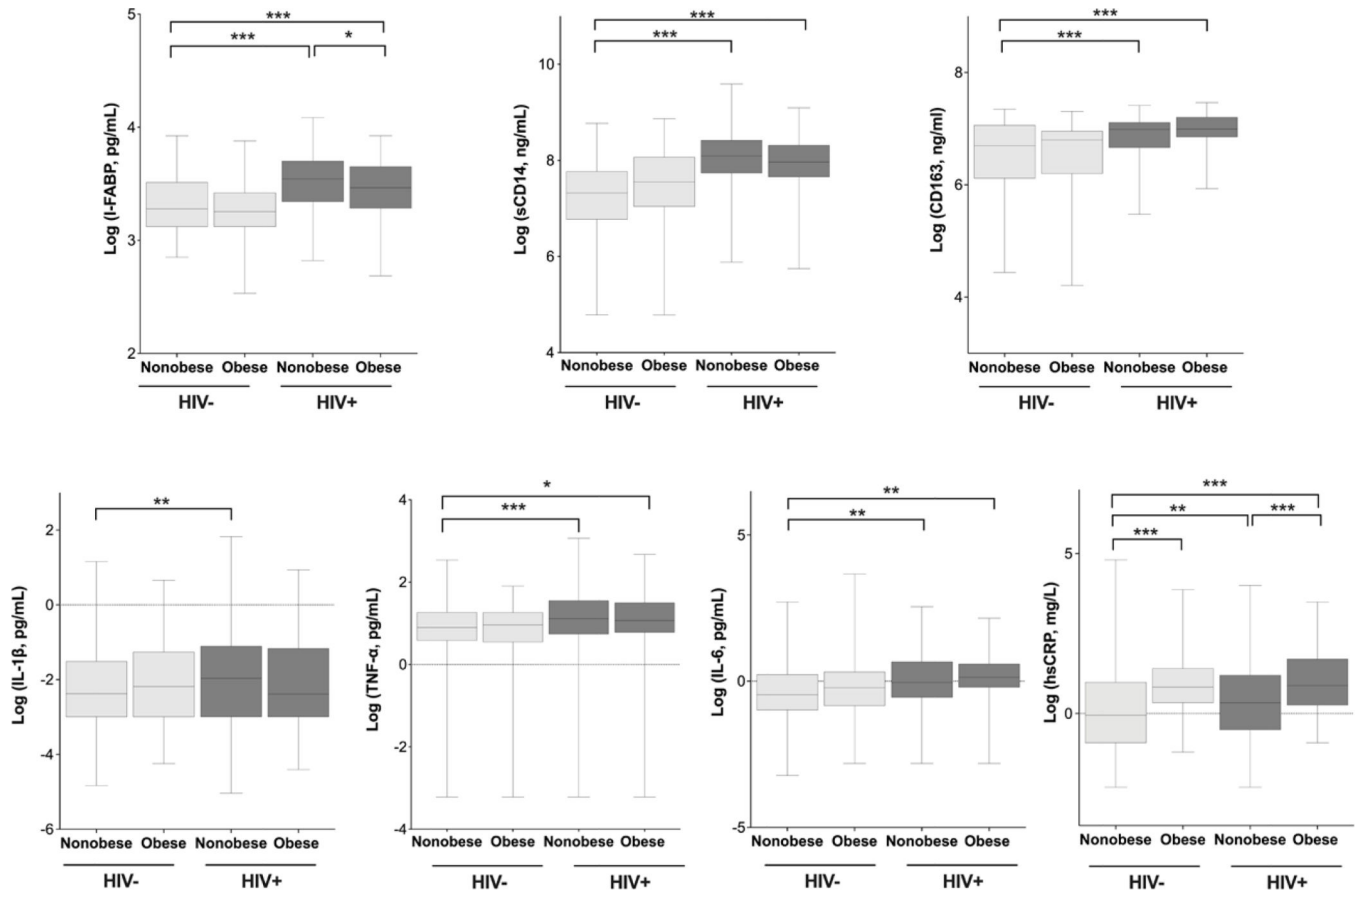 Log (I-FABP, pg/mL)
5
4
3
2
***
***
*
Nonobese Obese Nonobese Obese
HIV- HIV+
Log (sCD14, ng/mL)
10
8
6
4
***
***
Nonobese Obese Nonobese Obese
HIV- HIV+
Log (CD163, ng/ml)
8
6
4
***
***
Nonobese Obese Nonobese Obese
HIV- HIV+
Log (IL-1β, pg/mL)
2
0
-2
-4
-6
**
Nonobese Obese Nonobese Obese
HIV- HIV+
Log (TNF-α, pg/mL)
4
2
0
-2
-4
*
***
Nonobese Obese Nonobese Obese
HIV- HIV+
Log (IL-6, pg/mL)
5
0
-5
**
**
Nonobese Obese Nonobese Obese
HIV- HIV+
Log (hsCRP, mg/L)
5
0
***
** ***
***
Nonobese Obese Nonobese Obese
HIV- HIV+